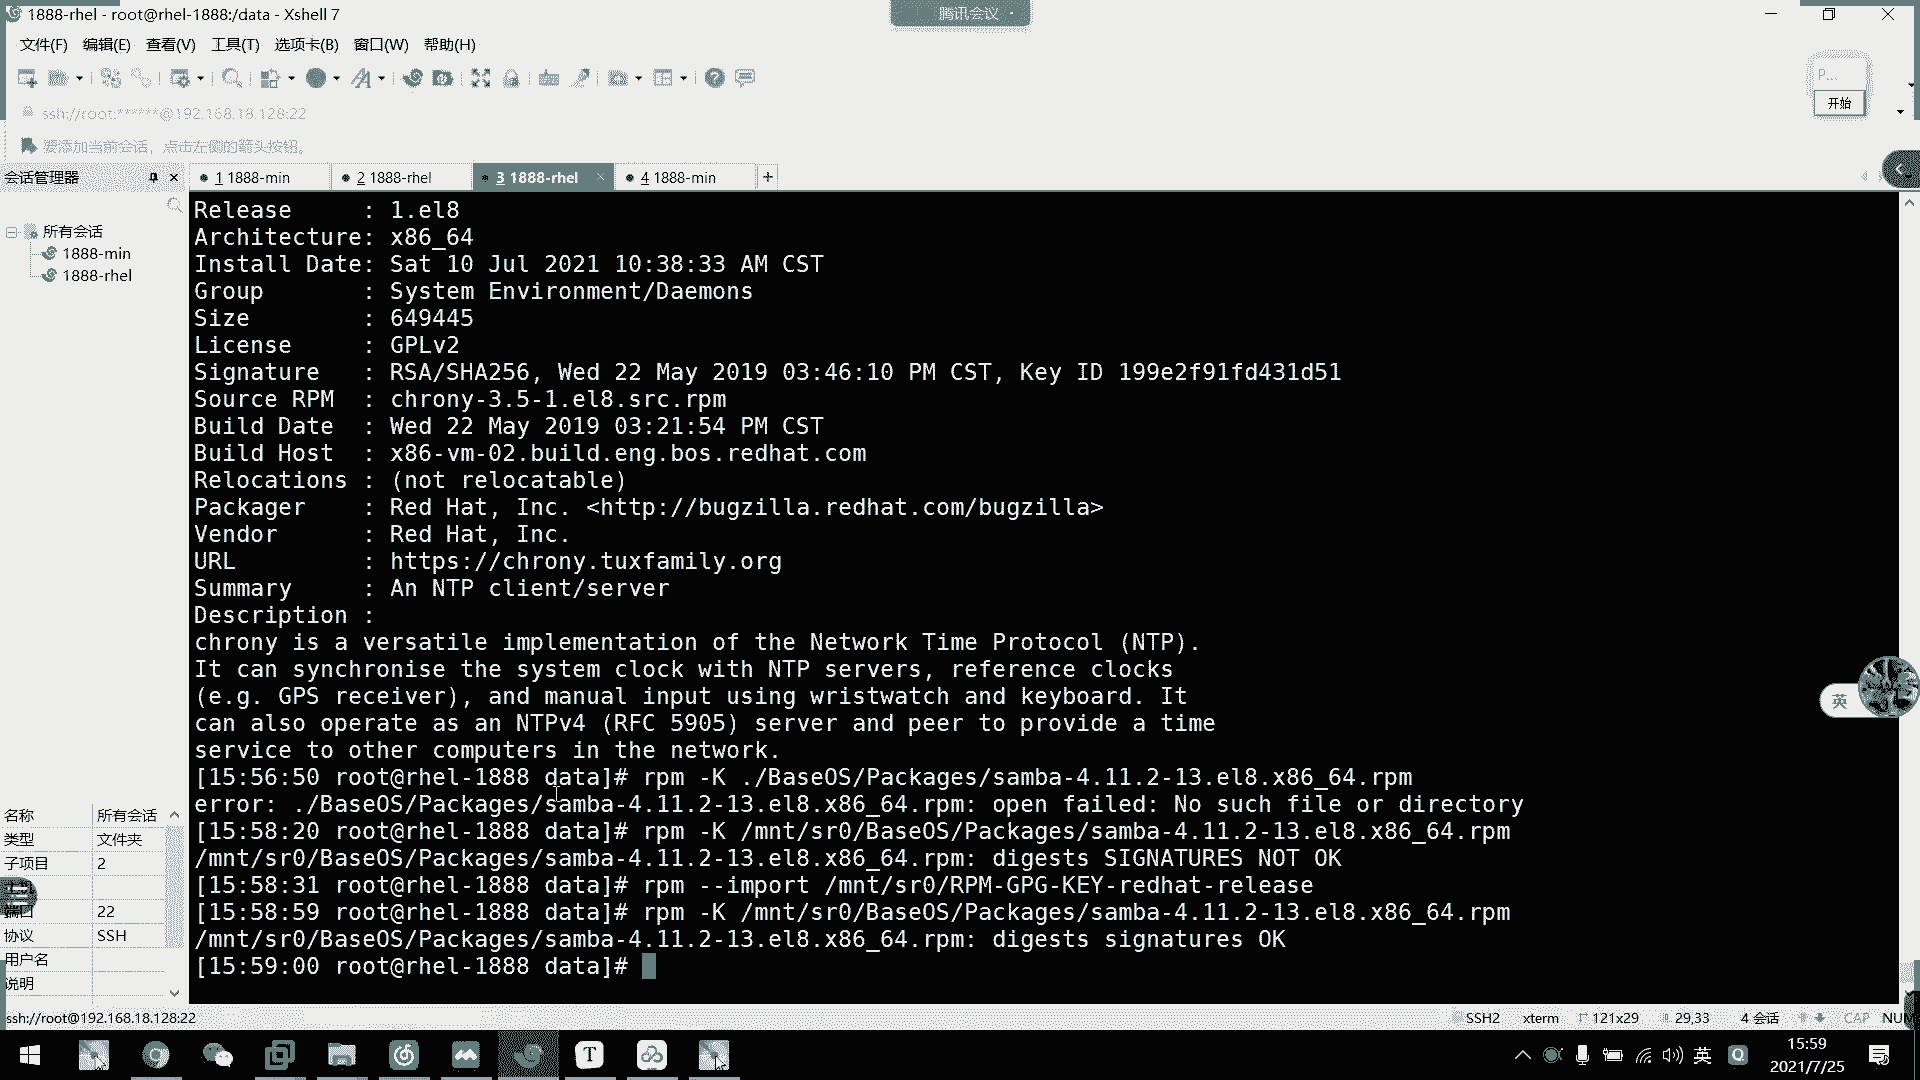 1888-rhel - root@rhel-1888:/data - Xshell 7
腾讯会议
文件(F) 编辑(E) 查看(V) 工具(T) 选项卡(B) 窗口(W) 帮助(H)
P...
开始
ssh://root:******@192.168.18.128:22
要添加当前会话，点击左侧的箭头按钮。
会话管理器
1 1888-min 2 1888-rhel 3 1888-rhel × 4 1888-min +
所有会话
1888-min
1888-rhel
Release      : 1.el8
Architecture: x86_64
Install Date: Sat 10 Jul 2021 10:38:33 AM CST
Group       : System Environment/Daemons
Size        : 649445
License     : GPLv2
Signature   : RSA/SHA256, Wed 22 May 2019 03:46:10 PM CST, Key ID 199e2f91fd431d51
Source RPM  : chrony-3.5-1.el8.src.rpm
Build Date  : Wed 22 May 2019 03:21:54 PM CST
Build Host  : x86-vm-02.build.eng.bos.redhat.com
Relocations : (not relocatable)
Packager    : Red Hat, Inc. <http://bugzilla.redhat.com/bugzilla>
Vendor      : Red Hat, Inc.
URL         : https://chrony.tuxfamily.org
Summary     : An NTP client/server
Description :
chrony is a versatile implementation of the Network Time Protocol (NTP).
It can synchronise the system clock with NTP servers, reference clocks
(e.g. GPS receiver), and manual input using wristwatch and keyboard. It
can also operate as an NTPv4 (RFC 5905) server and peer to provide a time
service to other computers in the network.
[15:56:50 root@rhel-1888 data]# rpm -K ./BaseOS/Packages/samba-4.11.2-13.el8.x86_64.rpm
error: ./BaseOS/Packages/samba-4.11.2-13.el8.x86_64.rpm: open failed: No such file or directory
[15:58:20 root@rhel-1888 data]# rpm -K /mnt/sr0/BaseOS/Packages/samba-4.11.2-13.el8.x86_64.rpm
/mnt/sr0/BaseOS/Packages/samba-4.11.2-13.el8.x86_64.rpm: digests SIGNATURES NOT OK
[15:58:31 root@rhel-1888 data]# rpm --import /mnt/sr0/RPM-GPG-KEY-redhat-release
[15:58:59 root@rhel-1888 data]# rpm -K /mnt/sr0/BaseOS/Packages/samba-4.11.2-13.el8.x86_64.rpm
/mnt/sr0/BaseOS/Packages/samba-4.11.2-13.el8.x86_64.rpm: digests signatures OK
[15:59:00 root@rhel-1888 data]#
英
名称 所有会话
类型 文件夹
子项目 2
端口 22
协议 SSH
用户名
说明
ssh://root@192.168.18.128:22
SSH2 xterm 121x29 29,33 4 会话 CAP NUM
T
英
Q
15:59
2021/7/25